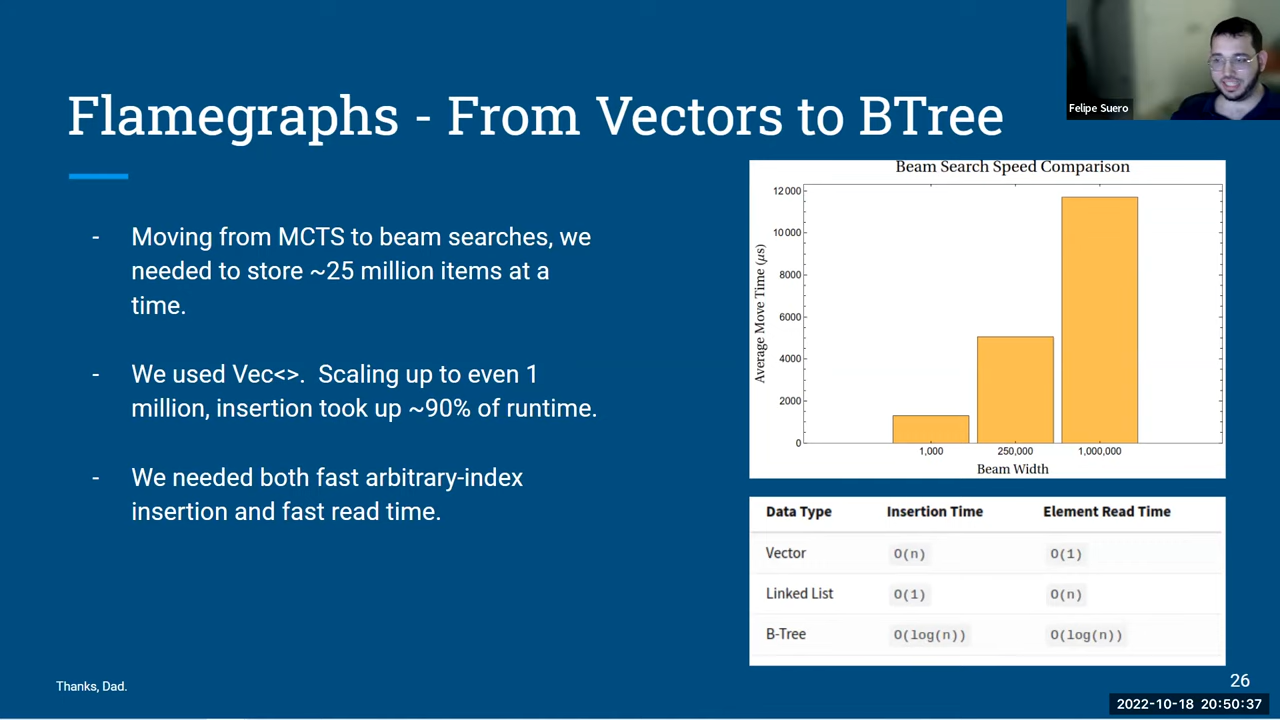 Felipe Suero
Flamegraphs - From Vectors to BTree
- Moving from MCTS to beam searches, we
needed to store ~25 million items at a
time.
- We used Vec<>. Scaling up to even 1
million, insertion took up ~90% of runtime.
- We needed both fast arbitrary-index
insertion and fast read time.
Beam Search Speed Comparison
Average Move Time (μs)
12000
10000
8000
6000
4000
2000
0
1,000 250,000 1,000,000
Beam Width
Data Type Insertion Time Element Read Time
Vector O(n) O(1)
Linked List O(1) O(n)
B-Tree O(log(n)) O(log(n))
Thanks, Dad.
26
2022-10-18 20:50:37